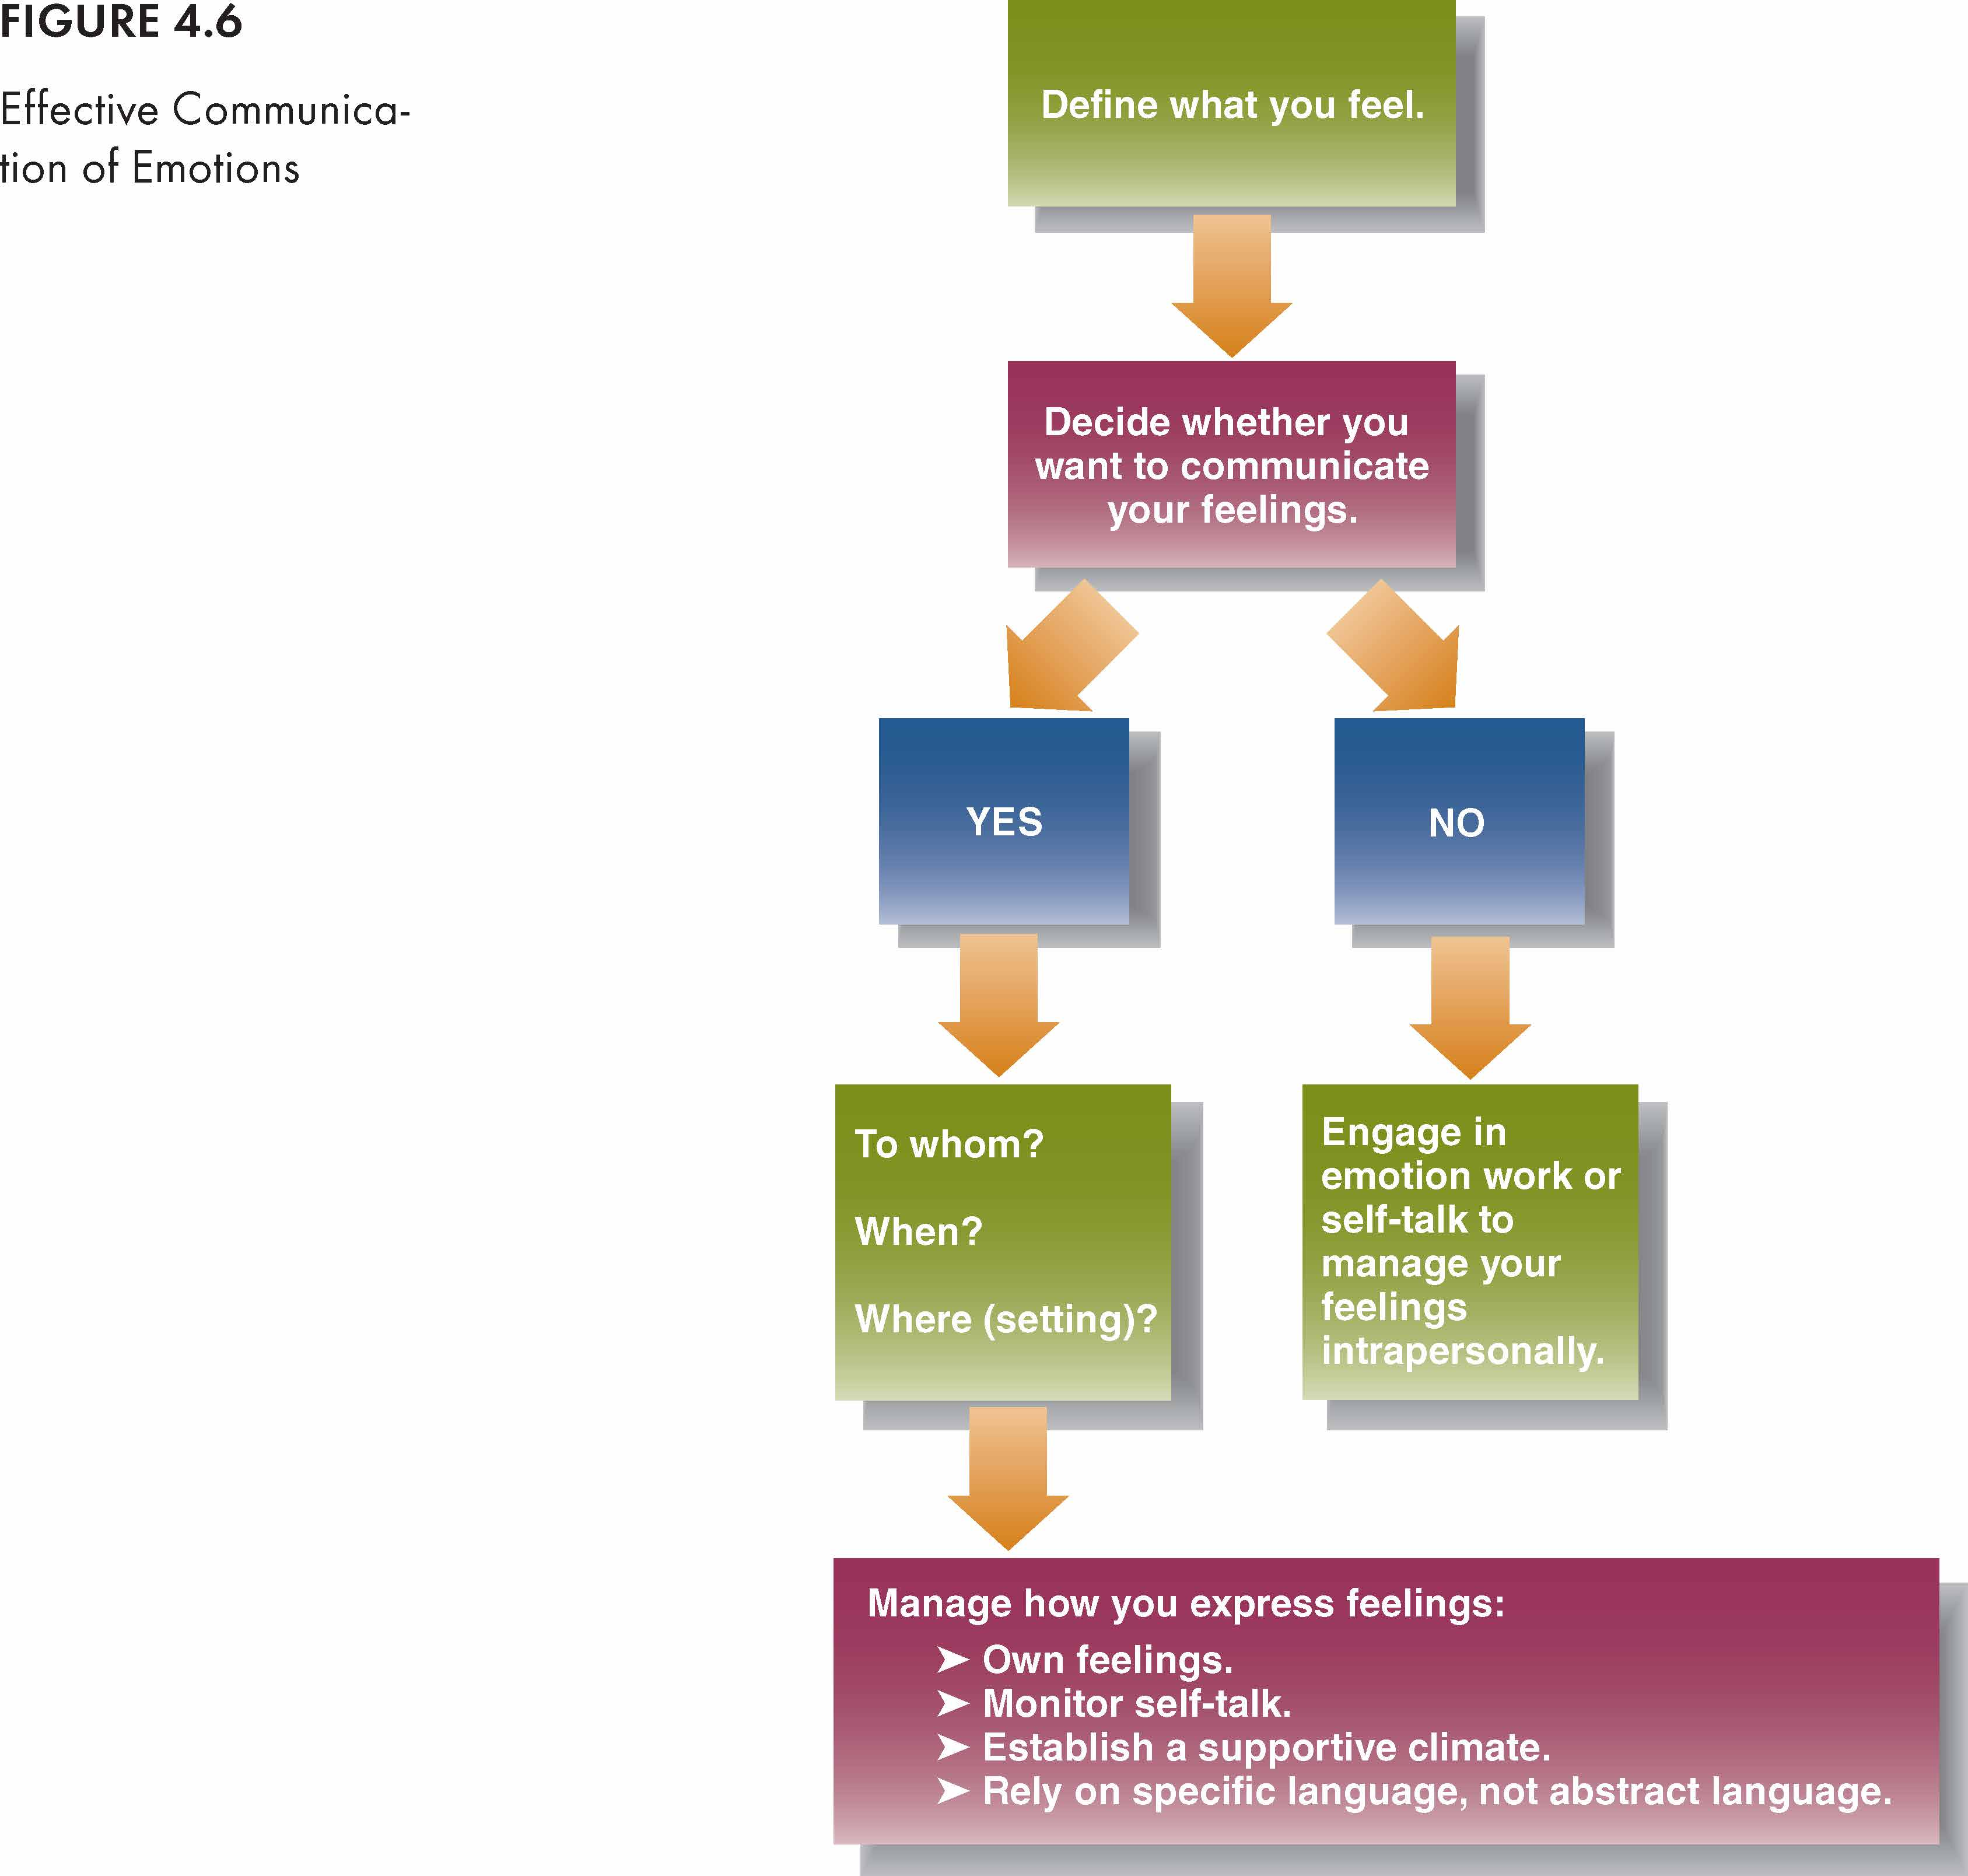 FIGURE 4.6
Effective Communica-
tion of Emotions
Define what you feel.
Decide whether you
want to communicate
your feelings.
YES
NO
To whom?
When?
Where (setting)?
Engage in
emotion work or
self-talk to
manage your
feelings
intrapersonally.
Manage how you express feelings:
➤ Own feelings.
➤ Monitor self-talk.
➤ Establish a supportive climate.
➤ Rely on specific language, not abstract language.